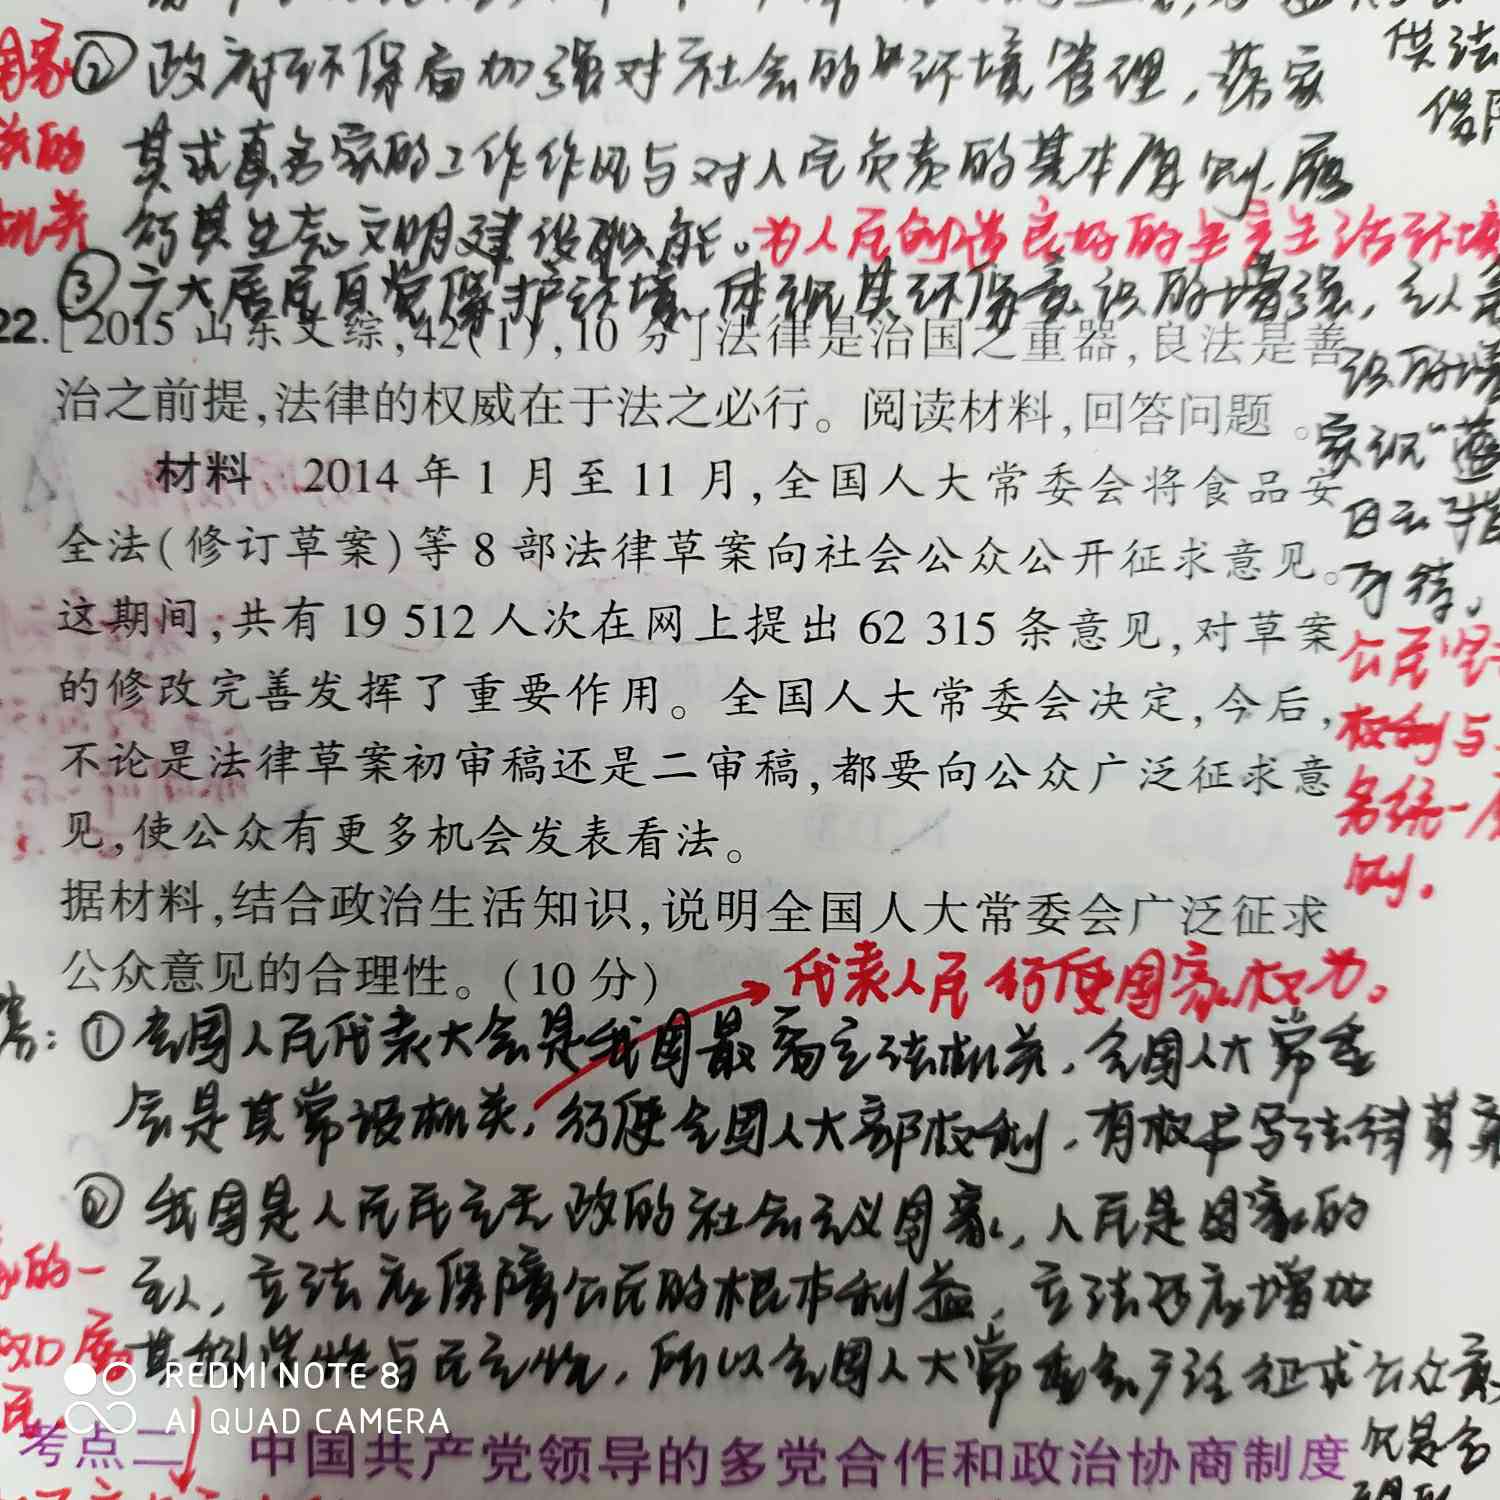 ②政府环保局加强对社会的环境管理，落实
其求真务实的工作作风与对人民负责的基本原则，履
行其生态文明建设职能。为人民创造良好的生产生活环境
③广大居民自觉保护环境，体现其环保意识的增强，主人
22.[2015山东文综,42(1),10分]法律是治国之重器,良法是善
治之前提,法律的权威在于法之必行。阅读材料,回答问题。
材料 2014年1月至11月,全国人大常委会将食品安
全法(修订草案)等8部法律草案向社会公众公开征求意见。
这期间,共有19 512人次在网上提出62 315条意见,对草案
的修改完善发挥了重要作用。全国人大常委会决定,今后,
不论是法律草案初审稿还是二审稿,都要向公众广泛征求意
见,使公众有更多机会发表看法。
据材料,结合政治生活知识,说明全国人大常委会广泛征求
公众意见的合理性。(10分)
代表人民行使国家权力。
答：①全国人民代表大会是我国最高立法机关，全国人大常委
会是其常设机关，行使全国人大部权利，有权书写法律草案
②我国是人民民主专政的社会主义国家，人民是国家的
主人，立法应保障公民的根本利益，立法还应增加
其科学性与民主性，所以全国人大常委会广泛征求公众意
REDMI NOTE 8
AI QUAD CAMERA
考点二 中国共产党领导的多党合作和政治协商制度
供法
国家
关的
机关
识的增
可待。
公民
权利与
务统一原
则。